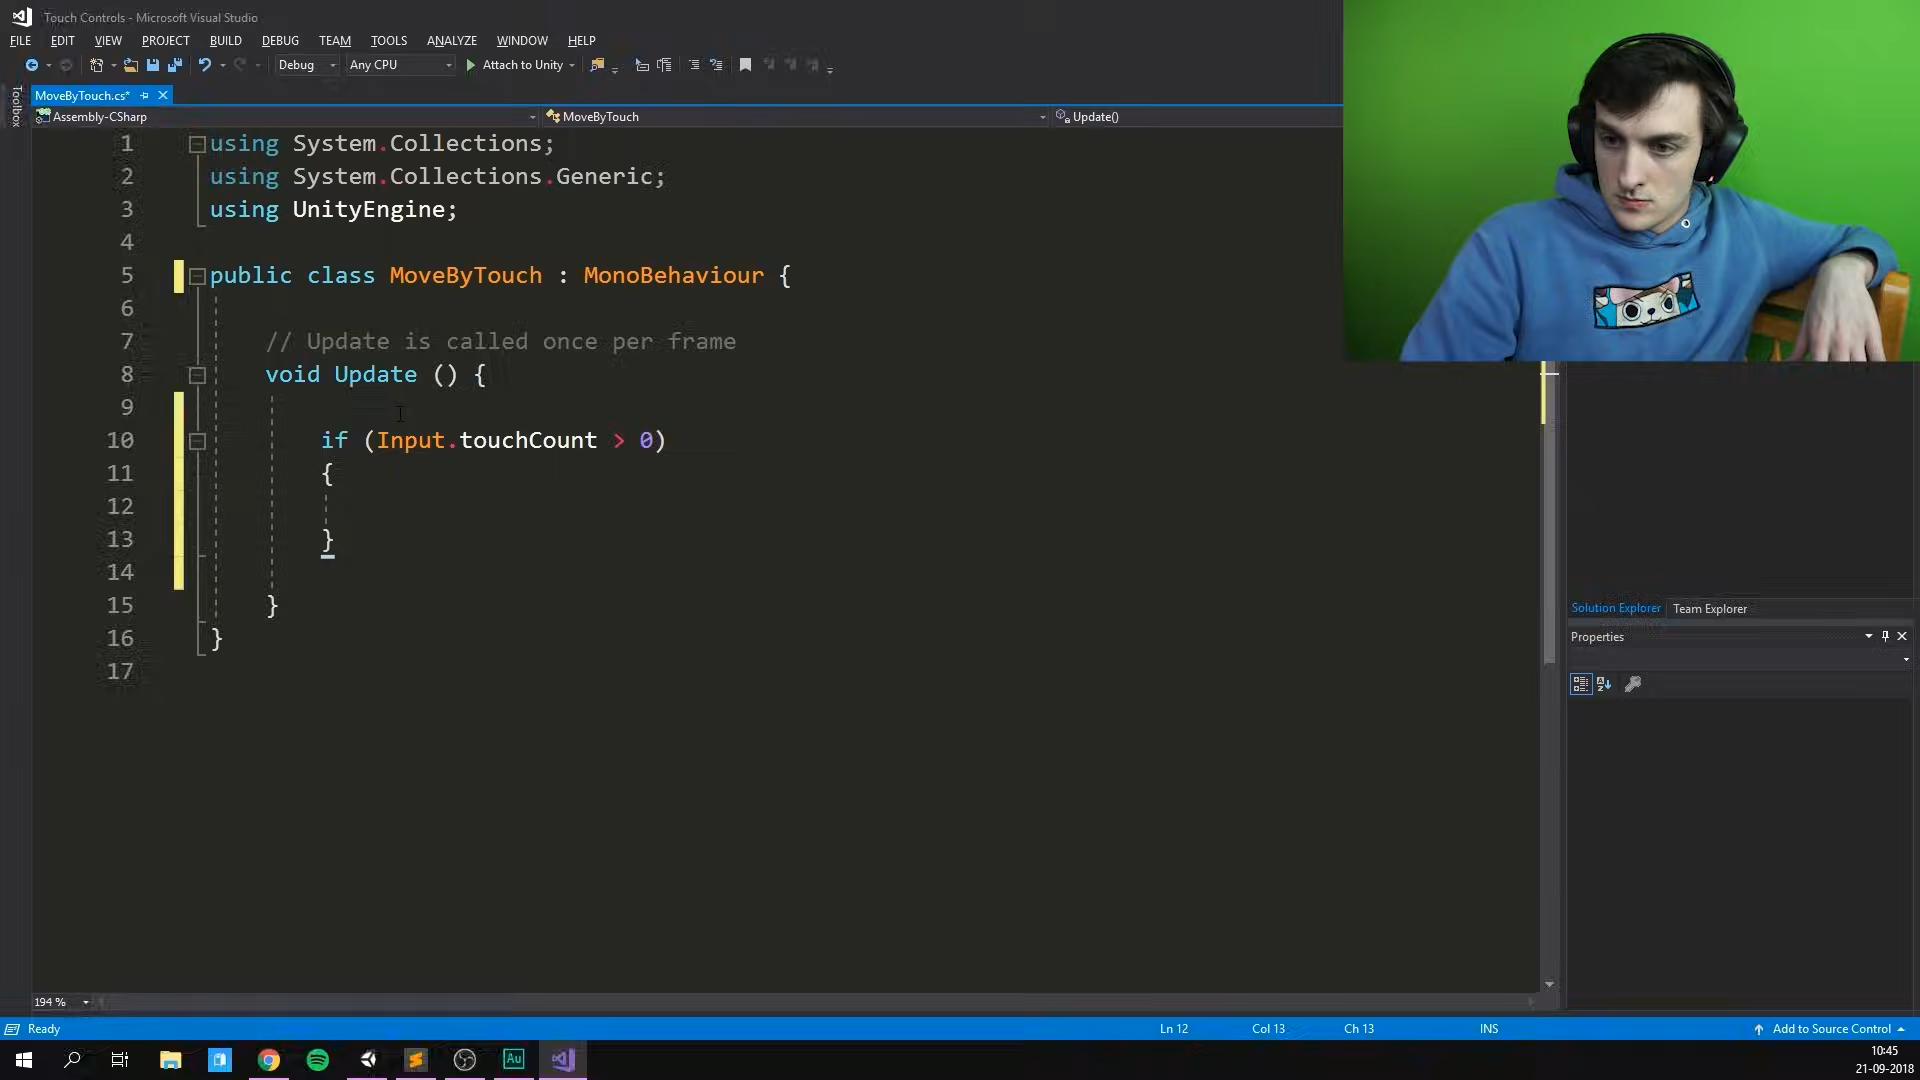 Touch Controls - Microsoft Visual Studio
FILE EDIT VIEW PROJECT BUILD DEBUG TEAM TOOLS ANALYZE WINDOW HELP
Debug Any CPU Attach to Unity
Toolbox
MoveByTouch.cs*
Assembly-CSharp MoveByTouch Update()
1 using System.Collections;
2 using System.Collections.Generic;
3 using UnityEngine;
4
5 public class MoveByTouch : MonoBehaviour {
6
7 // Update is called once per frame
8 void Update () {
9
10 if (Input.touchCount > 0)
11 {
12
13 }
14
15 }
16 }
17
Solution Explorer Team Explorer
Properties
194 %
Ready Ln 12 Col 13 Ch 13 INS Add to Source Control
Au
10:45
21-09-2018